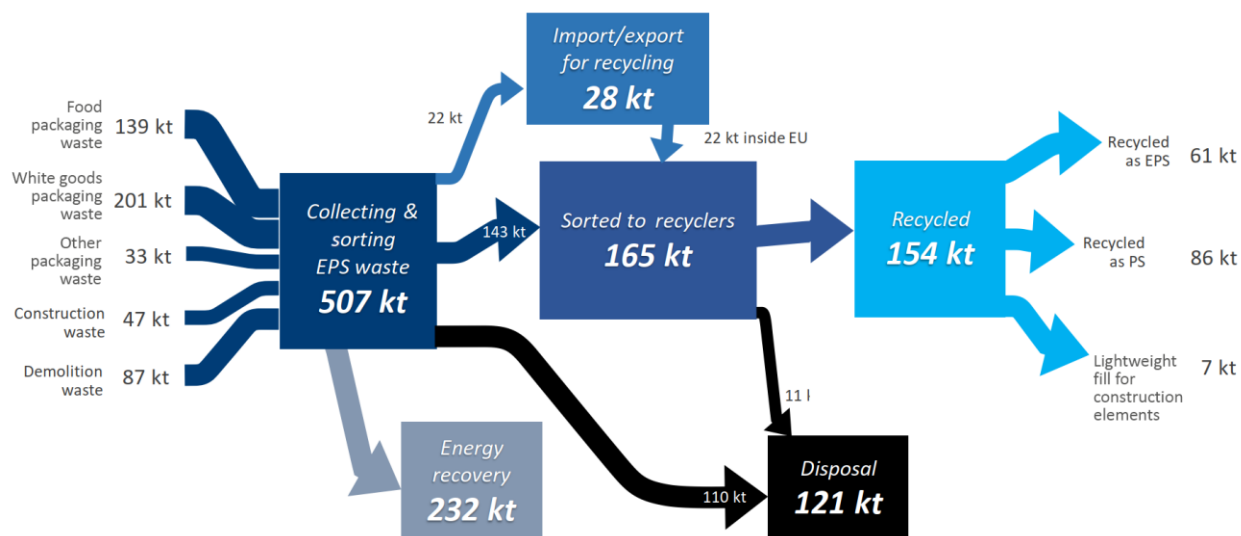 Food
packaging
waste
139 kt
White goods
packaging
waste
201 kt
Other
packaging
waste
33 kt
Construction
waste
47 kt
Demolition
waste
87 kt
Collecting &
sorting
EPS waste
507 kt
22 kt
Import/export
for recycling
28 kt
22 kt inside EU
143 kt
Sorted to recyclers
165 kt
Recycled
154 kt
Recycled
as EPS
61 kt
Recycled
as PS
86 kt
Lightweight
fill for
construction
elements
7 kt
Energy
recovery
232 kt
110 kt
11
Disposal
121 kt